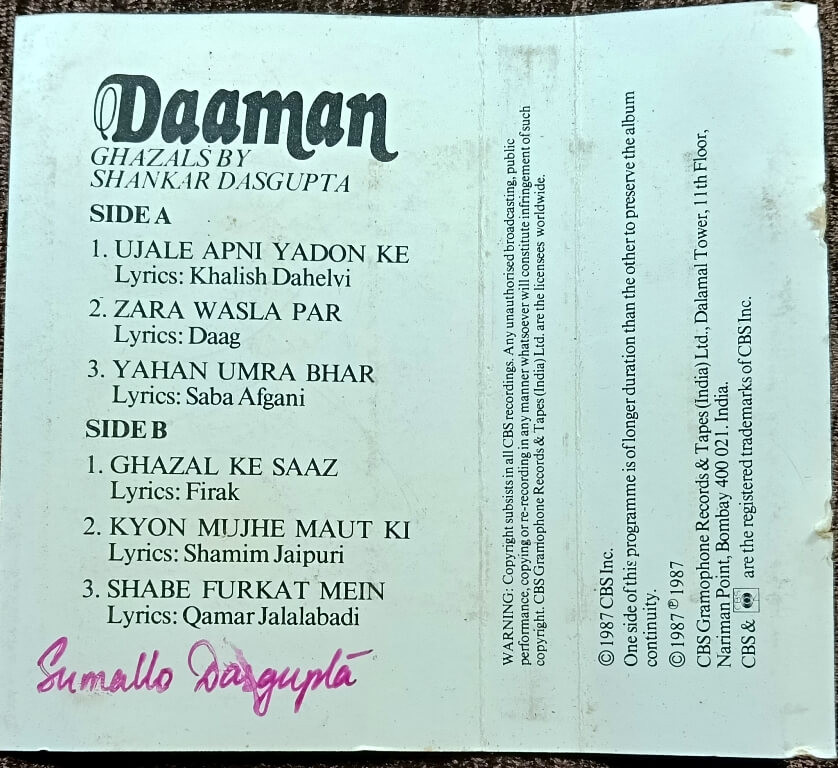 Daaman
GHAZALS BY
SHANKAR DASGUPTA
SIDE A
1. UJALE APNI YADON KE
Lyrics: Khalish Dahelvi
2. ZARA WASLA PAR
Lyrics: Daag
3. YAHAN UMRA BHAR
Lyrics: Saba Afgani
SIDE B
1. GHAZAL KE SAAZ
Lyrics: Firak
2. KYON MUJHE MAUT KI
Lyrics: Shamim Jaipuri
3. SHABE FURKAT MEIN
Lyrics: Qamar Jalalabadi
Sumallo Dasgupta
WARNING: Copyright subsists in all CBS recordings. Any unauthorised broadcasting, public
performance, copying or re-recording in any manner whatsoever will constitute infringement of such
copyright. CBS Gramophone Records & Tapes (India) Ltd. are the licensees worldwide.
© 1987 CBS Inc.
One side of this programme is of longer duration than the other to preserve the album
continuity.
© 1987 ℗ 1987
CBS Gramophone Records & Tapes (India) Ltd., Dalamal Tower, 11th Floor,
Nariman Point, Bombay 400 021. India.
CBS & CBS are the registered trademarks of CBS Inc.